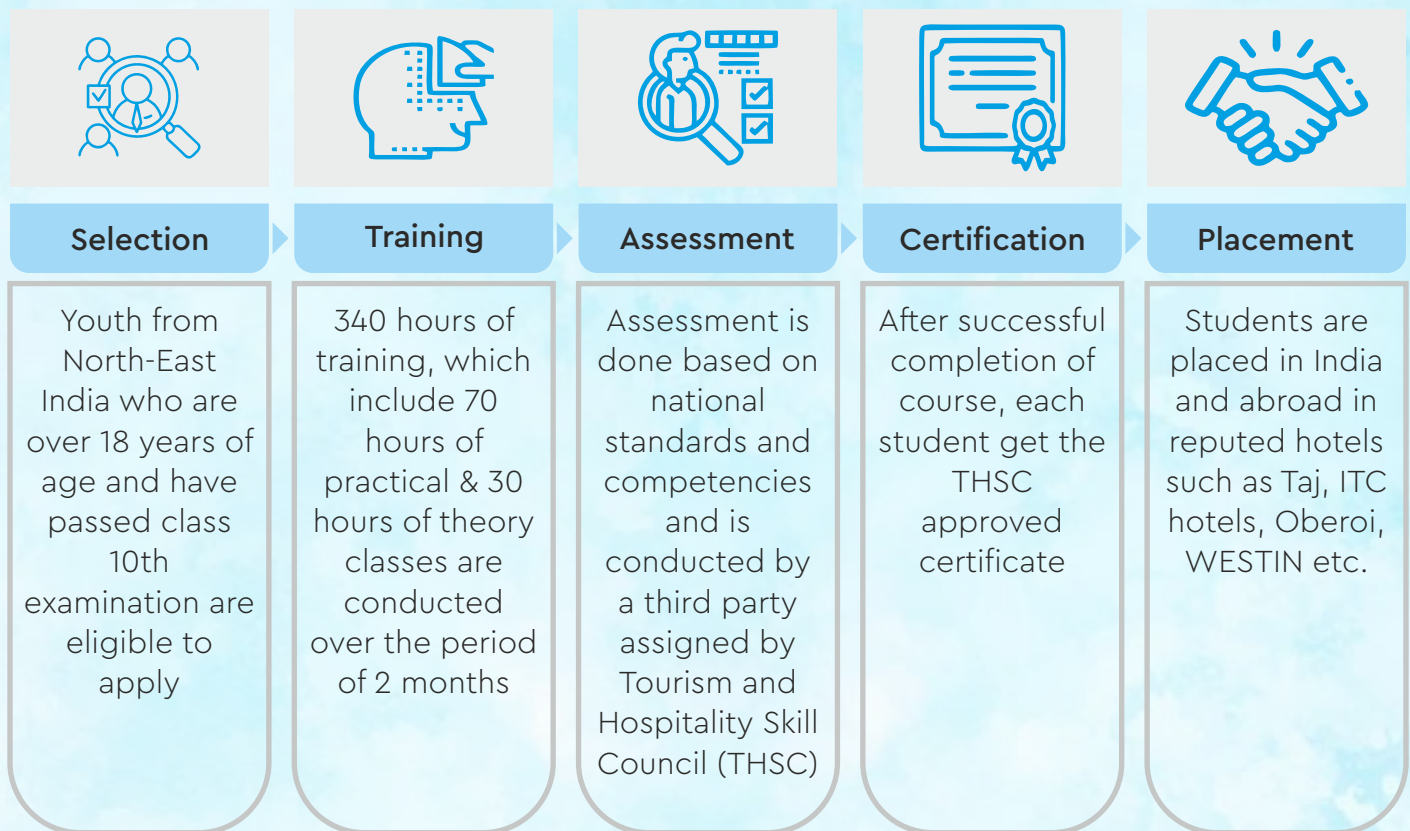 Selection
Youth from
North-East
India who are
over 18 years of
age and have
passed class
10th
examination are
eligible to
apply
Training
340 hours of
training, which
include 70
hours of
practical & 30
hours of theory
classes are
conducted
over the period
of 2 months
Assessment
Assessment is
done based on
national
standards and
competencies
and is
conducted by
a third party
assigned by
Tourism and
Hospitality Skill
Council (THSC)
Certification
After successful
completion of
course, each
student get the
THSC
approved
certificate
Placement
Students are
placed in India
and abroad in
reputed hotels
such as Taj, ITC
hotels, Oberoi,
WESTIN etc.